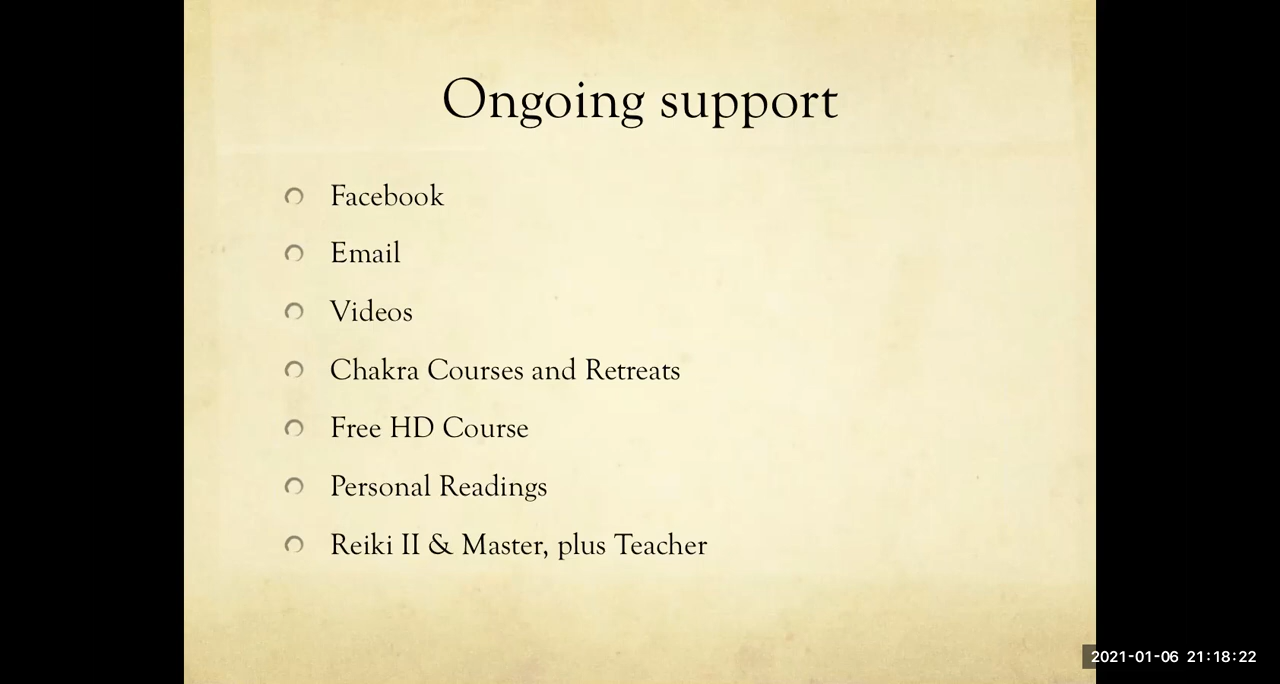 Ongoing support
Facebook
Email
Videos
Chakra Courses and Retreats
Free HD Course
Personal Readings
Reiki II & Master, plus Teacher
2021-01-06 21:18:22